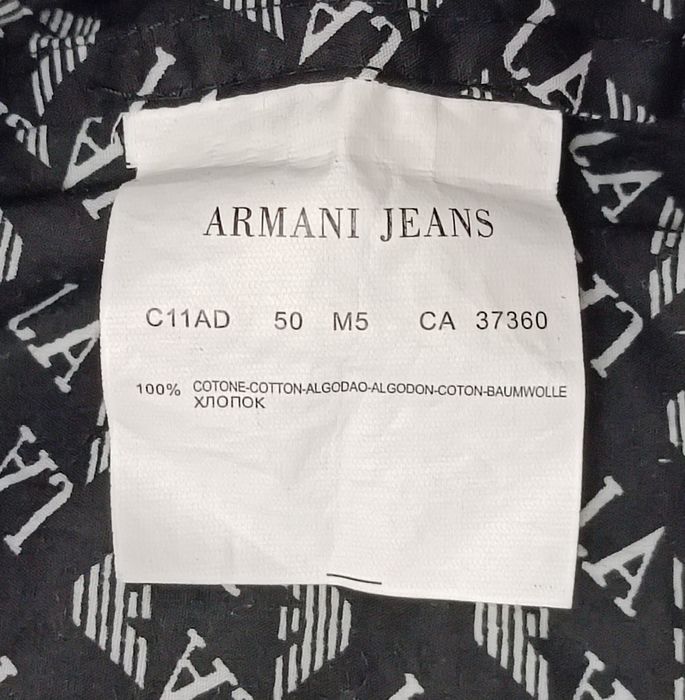 ARMANI JEANS
C11AD 50 M5 CA 37360
100% COTONE-COTTON-ALGODAO-ALGODON-COTON-BAUMWOLLE
ХЛОПОК